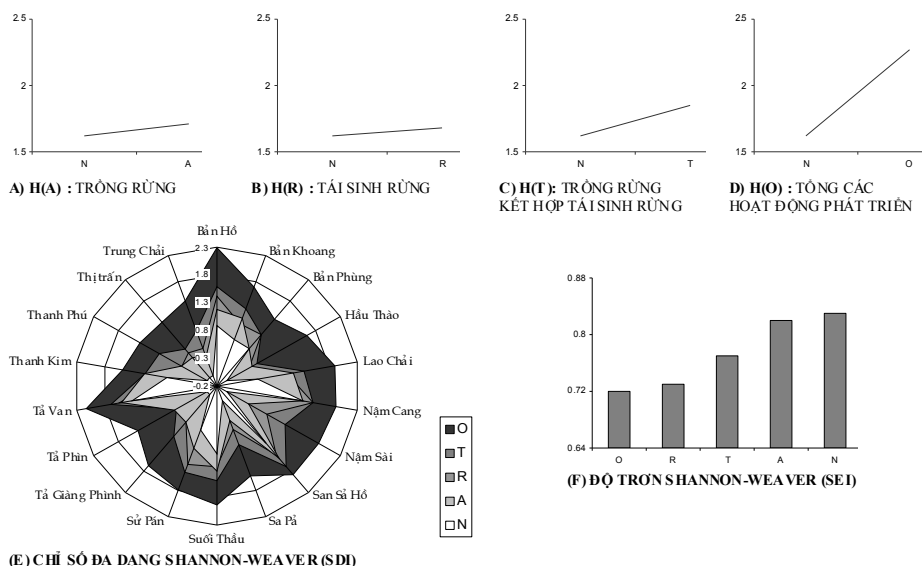 2.5
2
1.5
N
A
A) H(A) : TRỒNG RỪNG
2.5
2
1.5
N
R
B) H(R) : TÁI SINH RỪNG
2.5
2
1.5
N
T
C) H(T): TRỒNG RỪNG
KẾT HỢP TÁI SINH RỪNG
2.5
2
1.5
N
O
D) H(O) : TỔNG CÁC
HOẠT ĐỘNG PHÁT TRIỂN
Bản Hồ
Bản Khoang
Bản Phùng
Hầu Thào
Lao Chải
Nậm Cang
Nậm Sài
San Sả Hồ
Sa Pả
Suối Thầu
Sử Pán
Tả Giàng Phình
Tả Phìn
Tả Van
Thanh Kim
Thanh Phú
Thị trấn
Trung Chải
2.3
1.8
1.3
0.8
0.3
-0.2
O
T
R
A
N
(E) CHỈ SỐ ĐA DẠNG SHANNON-WEAVER (SDI)
0.88
0.8
0.72
0.64
O
R
T
A
N
(F) ĐỘ TRƠN SHANNON-WEAVER (SEI)